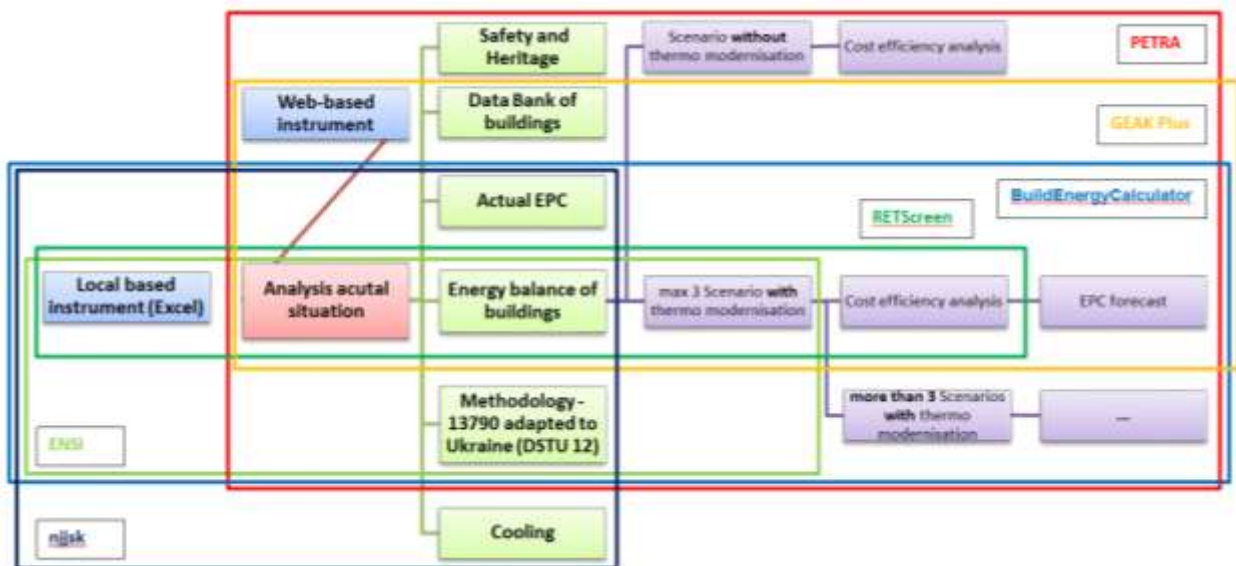 Safety and
Heritage
Scenario without
thermo modernisation
Cost efficiency analysis
PETRA
Web-based
instrument
Data Bank of
buildings
GEAK Plus
Actual EPC
BuildEnergyCalculator
RETScreen
Local based
instrument (Excel)
Analysis acutal
situation
Energy balance of
buildings
max 3 Scenario with
thermo modernisation
Cost efficiency analysis
EPC forecast
Methodology -
13790 adapted to
Ukraine (DSTU 12)
more than 3 Scenarios
with thermo
modernisation
...
ENSI
Cooling
njjsk